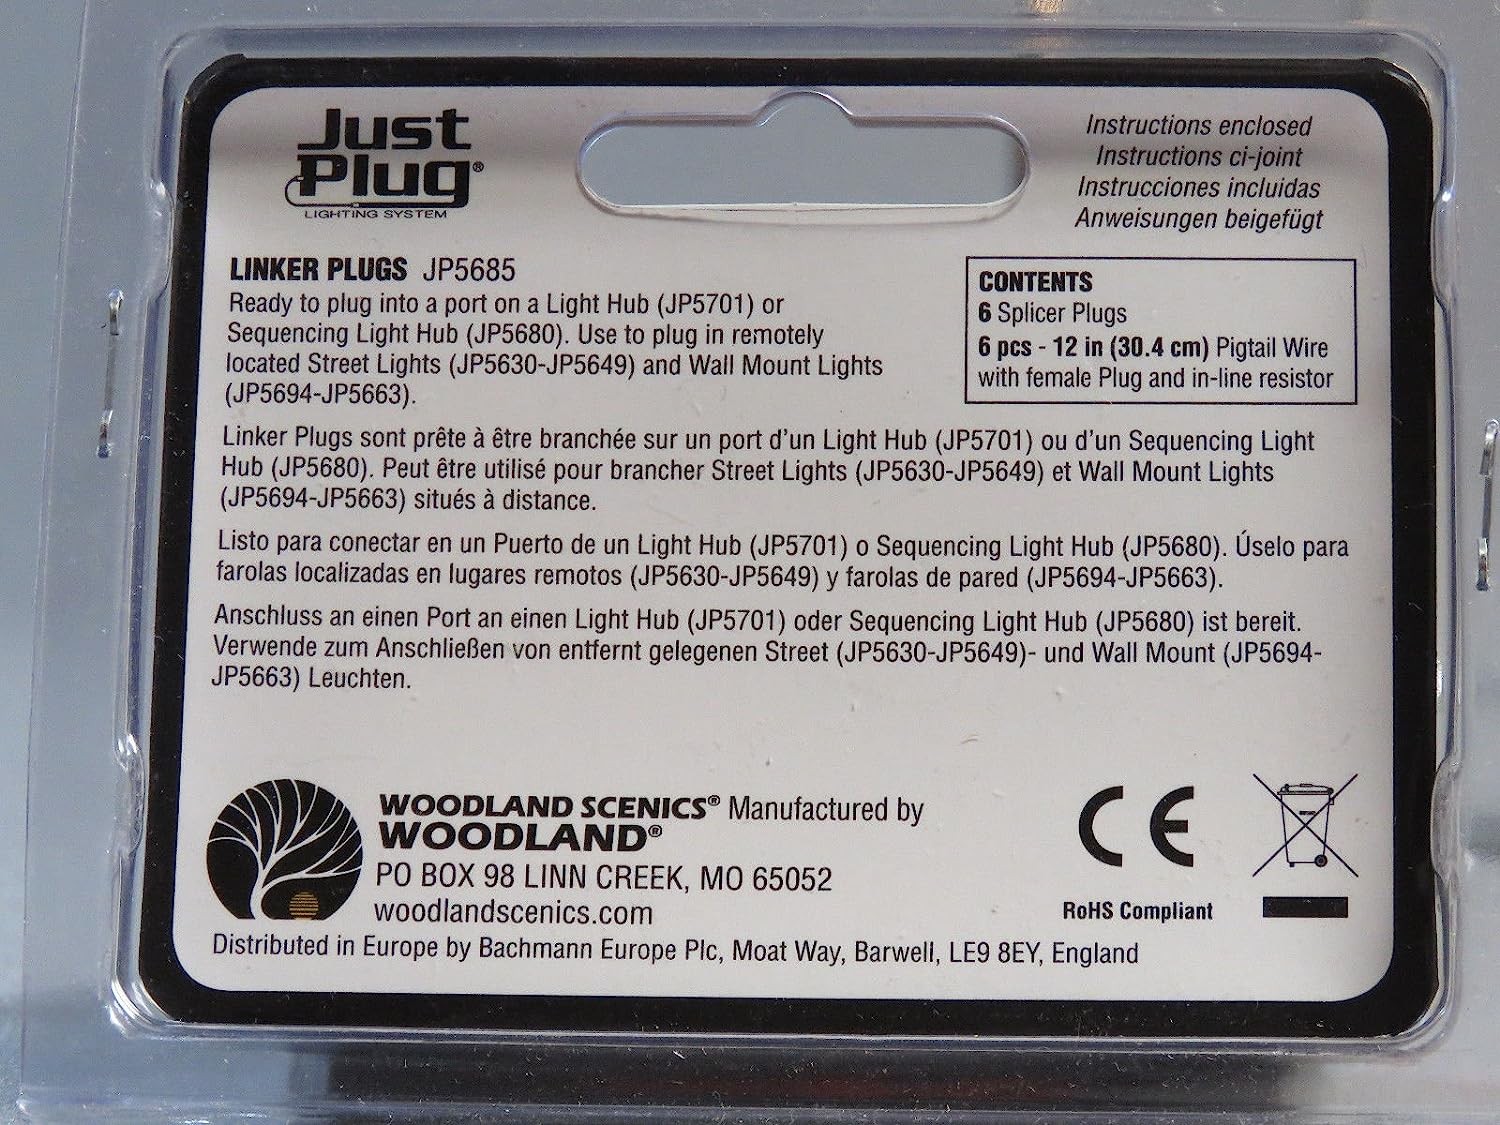 Just
Plug®
LIGHTING SYSTEM
Instructions enclosed
Instructions ci-joint
Instrucciones incluidas
Anweisungen beigefügt
LINKER PLUGS JP5685
Ready to plug into a port on a Light Hub (JP5701) or
Sequencing Light Hub (JP5680). Use to plug in remotely
located Street Lights (JP5630-JP5649) and Wall Mount Lights
(JP5694-JP5663).
CONTENTS
6 Splicer Plugs
6 pcs - 12 in (30.4 cm) Pigtail Wire
with female Plug and in-line resistor
Linker Plugs sont prête à être branchée sur un port d'un Light Hub (JP5701) ou d'un Sequencing Light
Hub (JP5680). Peut être utilisé pour brancher Street Lights (JP5630-JP5649) et Wall Mount Lights
(JP5694-JP5663) situés à distance.
Listo para conectar en un Puerto de un Light Hub (JP5701) o Sequencing Light Hub (JP5680). Úselo para
farolas localizadas en lugares remotos (JP5630-JP5649) y farolas de pared (JP5694-JP5663).
Anschluss an einen Port an einen Light Hub (JP5701) oder Sequencing Light Hub (JP5680) ist bereit.
Verwende zum Anschließen von entfernt gelegenen Street (JP5630-JP5649)- und Wall Mount (JP5694-
JP5663) Leuchten.
WOODLAND SCENICS® Manufactured by
WOODLAND®
PO BOX 98 LINN CREEK, MO 65052
woodlandscenics.com
Distributed in Europe by Bachmann Europe Plc, Moat Way, Barwell, LE9 8EY, England
CE
RoHS Compliant